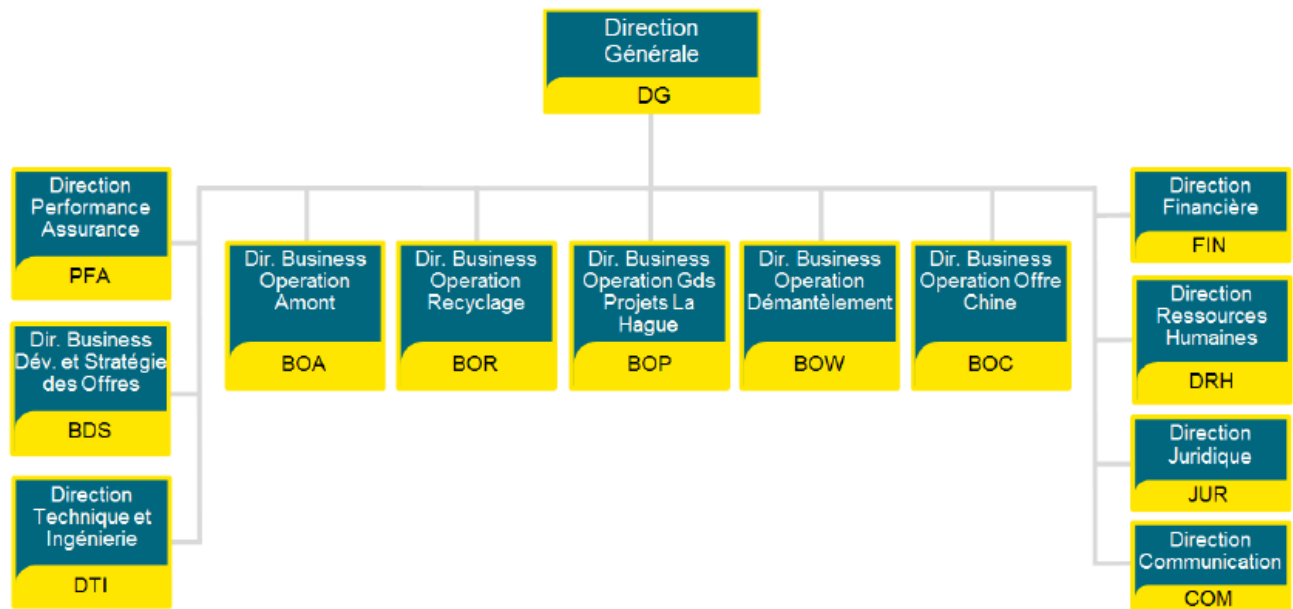 Direction
Générale
DG
Direction
Performance
Assurance
PFA
Dir. Business
Dév. et Stratégie
des Offres
BDS
Direction
Technique et
Ingénierie
DTI
Dir. Business
Operation
Amont
BOA
Dir. Business
Operation
Recyclage
BOR
Dir. Business
Operation Gds
Projets La
Hague
BOP
Dir. Business
Operation
Démantèlement
BOW
Dir. Business
Operation Offre
Chine
BOC
Direction
Financière
FIN
Direction
Ressources
Humaines
DRH
Direction
Juridique
JUR
Direction
Communication
COM